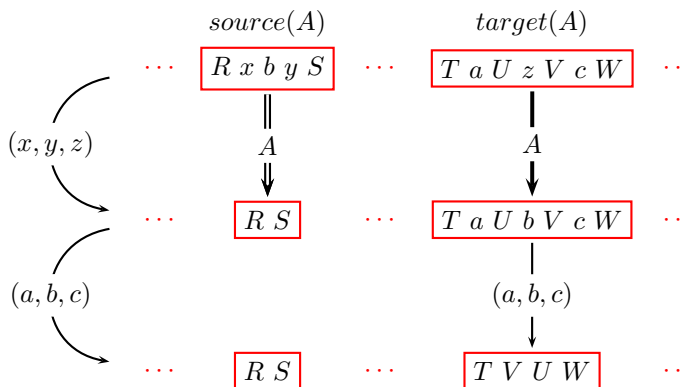 source(A) target(A)
··· R x b y S ··· T a U z V c W ··
(x, y, z) A A
··· R S ··· T a U b V c W ··
(a, b, c) (a, b, c)
··· R S ··· T V U W ··